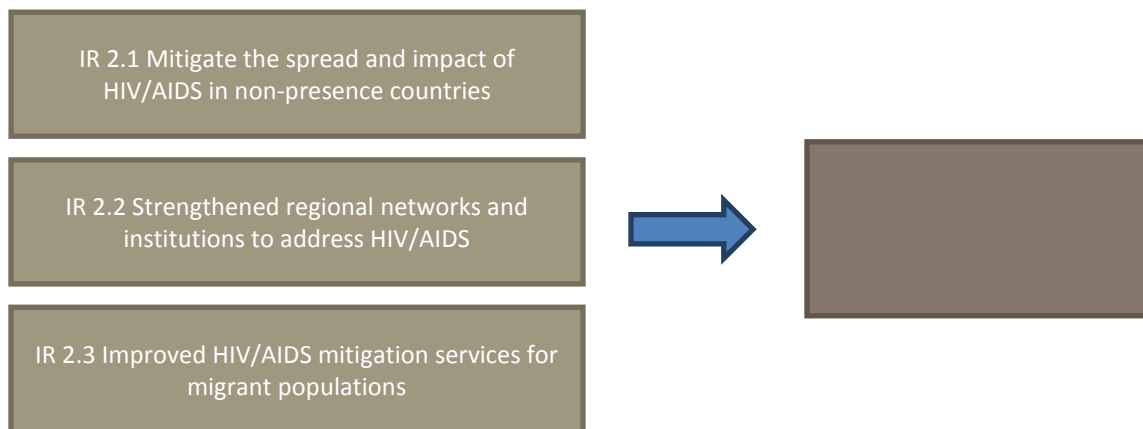 IR 2.1 Mitigate the spread and impact of
HIV/AIDS in non-presence countries
IR 2.2 Strengthened regional networks and
institutions to address HIV/AIDS
IR 2.3 Improved HIV/AIDS mitigation services for
migrant populations